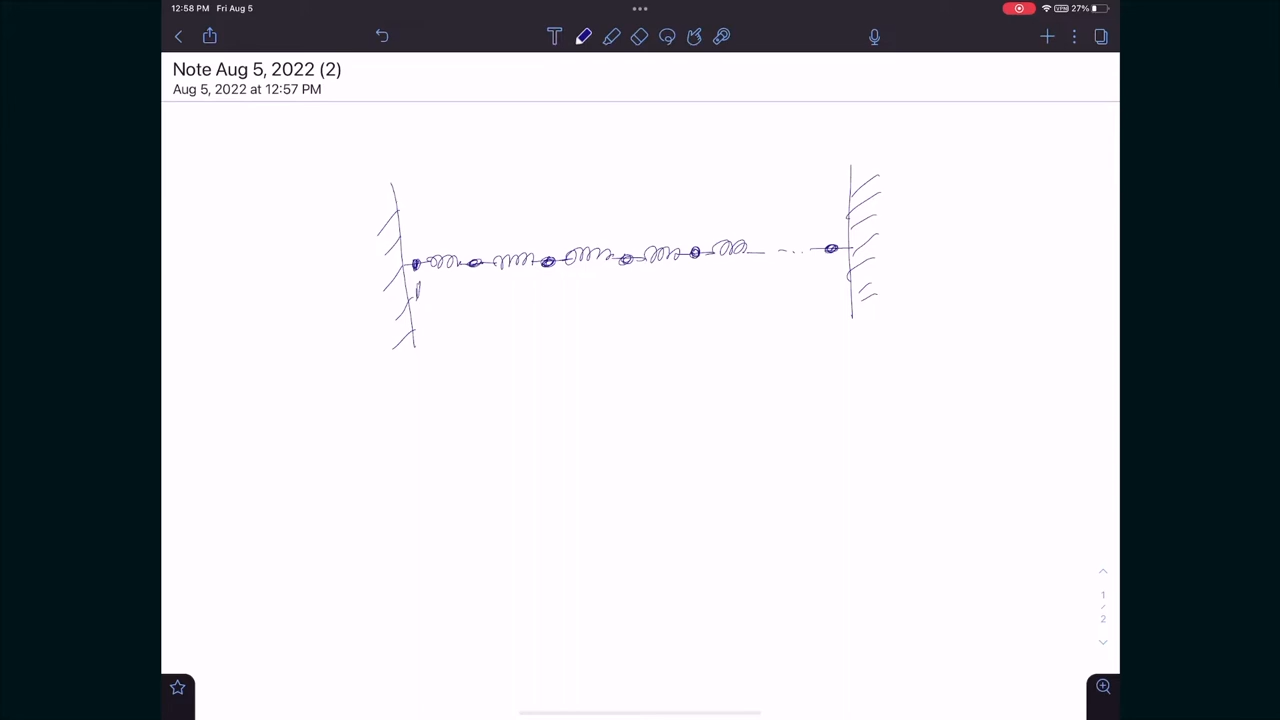 12:58 PM Fri Aug 5
VPN 27%
T
Note Aug 5, 2022 (2)
Aug 5, 2022 at 12:57 PM
1
/
2